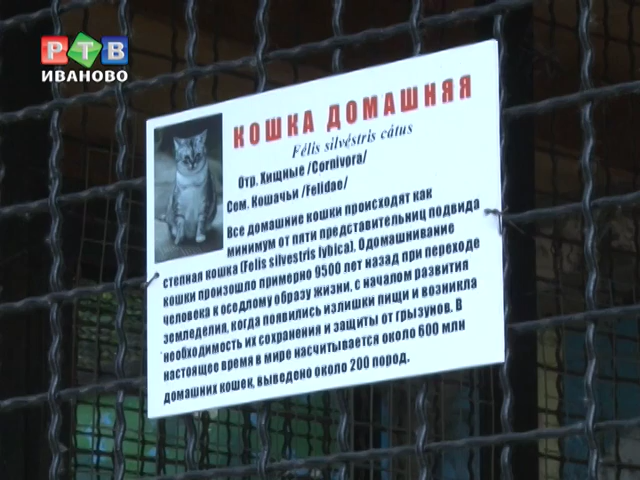 РТВ
ИВАНОВО
КОШКА ДОМАШНЯЯ
Félis silvéstris cátus
Отр. Хищные /Cornivora/
Сем. Кошачьи /Felidae/
Все домашние кошки происходят как
минимум от пяти представительниц подвида
степная кошка (Felis silvestris lybica). Одомашнивание
кошки произошло примерно 9500 лет назад при переходе
человека к оседлому образу жизни, с началом развития
земледелия, когда появились излишки пищи и возникла
необходимость их сохранения и защиты от грызунов. В
настоящее время в мире насчитывается около 600 млн
домашних кошек, выведено около 200 пород.